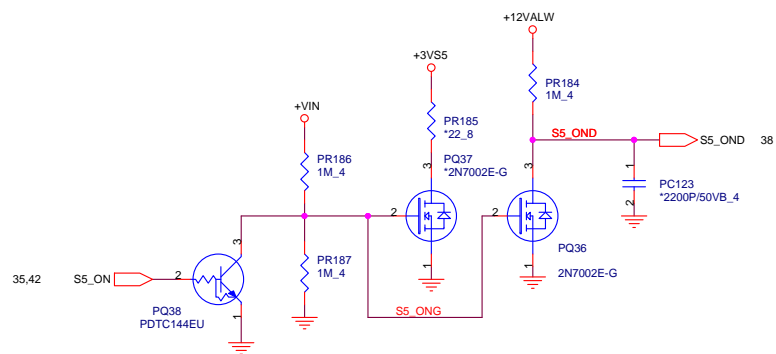 +12VALW
+3VS5
PR184
1M_4
+VIN
PR185
*22_8
S5_OND
S5_OND 38
PR186
1M_4
3
PQ37
*2N7002E-G
3
1
PC123
*2200P/50VB_4
2
2
2
3
PR187
1M_4
1
1
PQ36
2N7002E-G
35,42 S5_ON
2
PQ38
PDTC144EU
1
S5_ONG